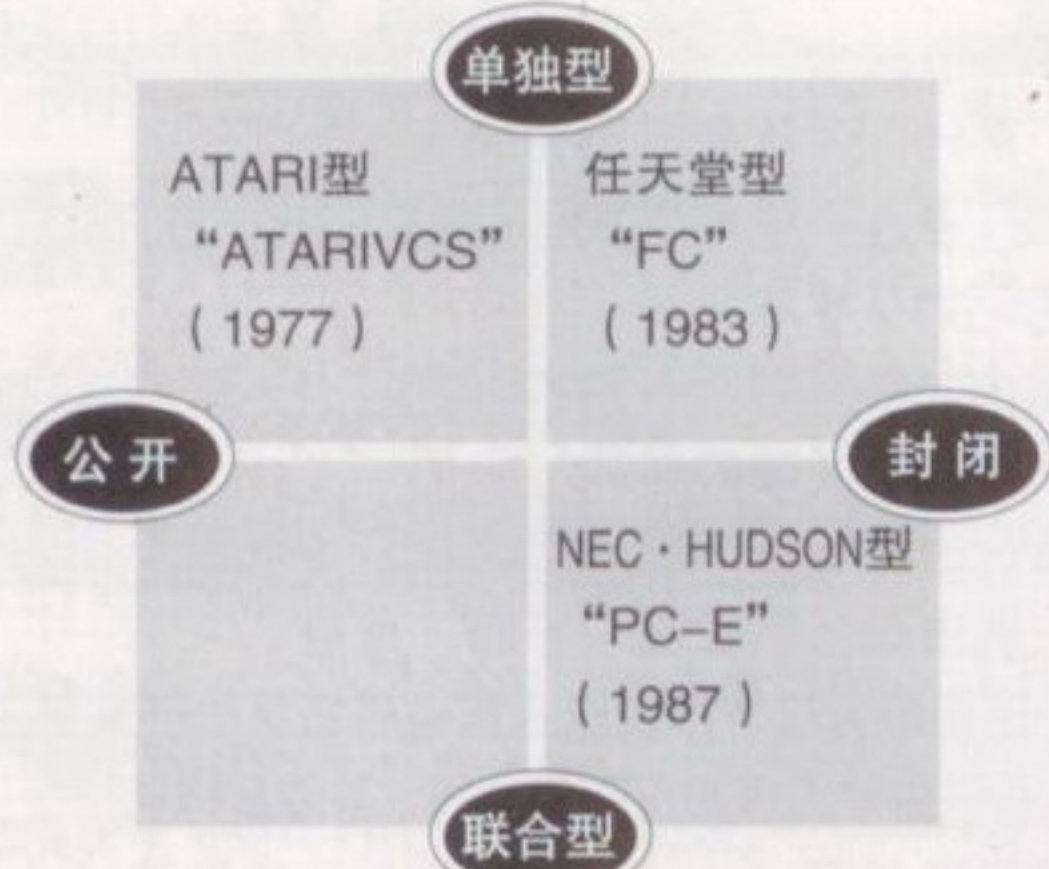 单独型
ATARI型
“ATARIVCS”
（1977）
任天堂型
“FC”
（1983）
公开
封闭
NEC·HUDSON型
“PC–E”
（1987）
联合型